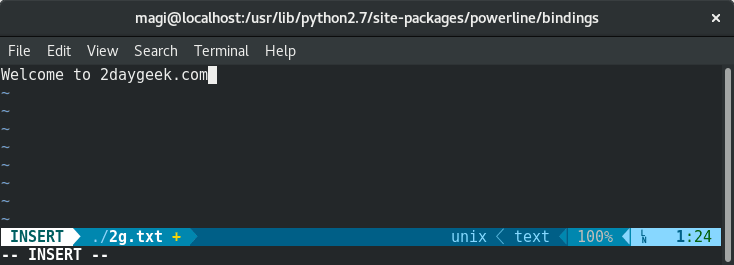 magi@localhost:/usr/lib/python2.7/site-packages/powerline/bindings ×
File Edit View Search Terminal Help
Welcome to 2daygeek.com
~
~
~
~
~
~
~
~
INSERT ./2g.txt + unix text 100% LN 1:24
-- INSERT --